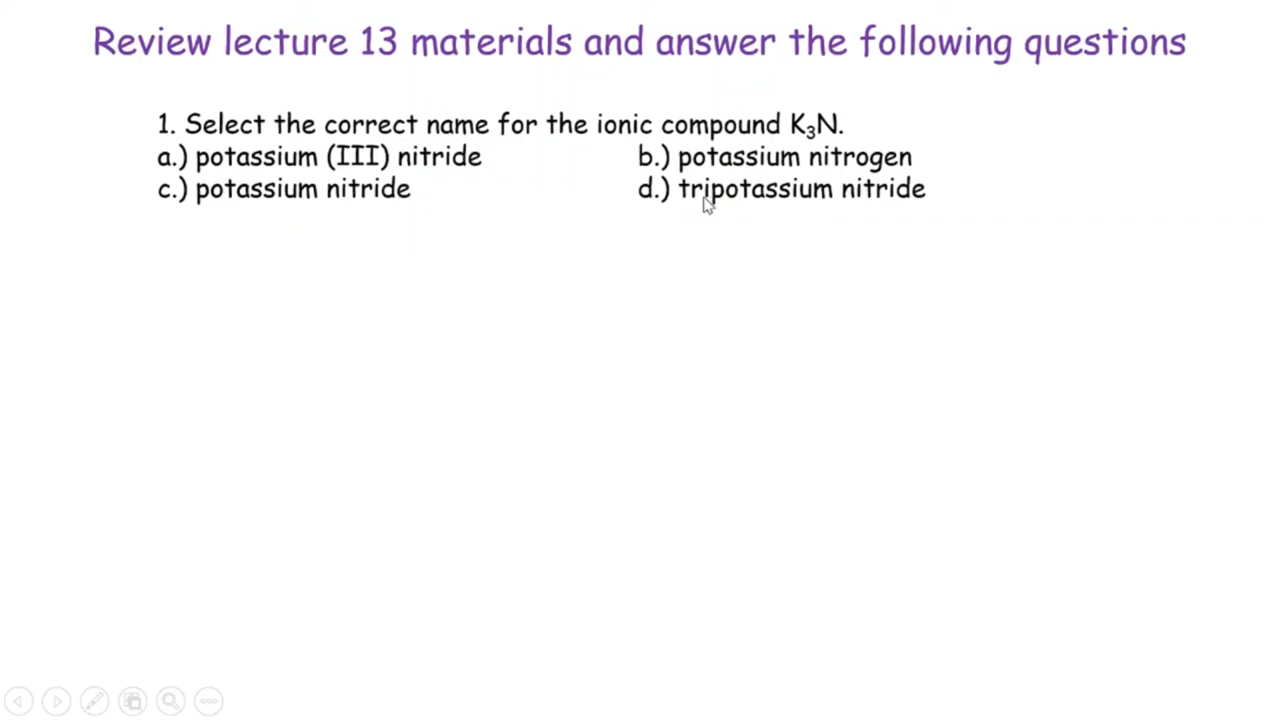 Review lecture 13 materials and answer the following questions
1. Select the correct name for the ionic compound K₃N.
a.) potassium (III) nitride b.) potassium nitrogen
c.) potassium nitride d.) tripotassium nitride